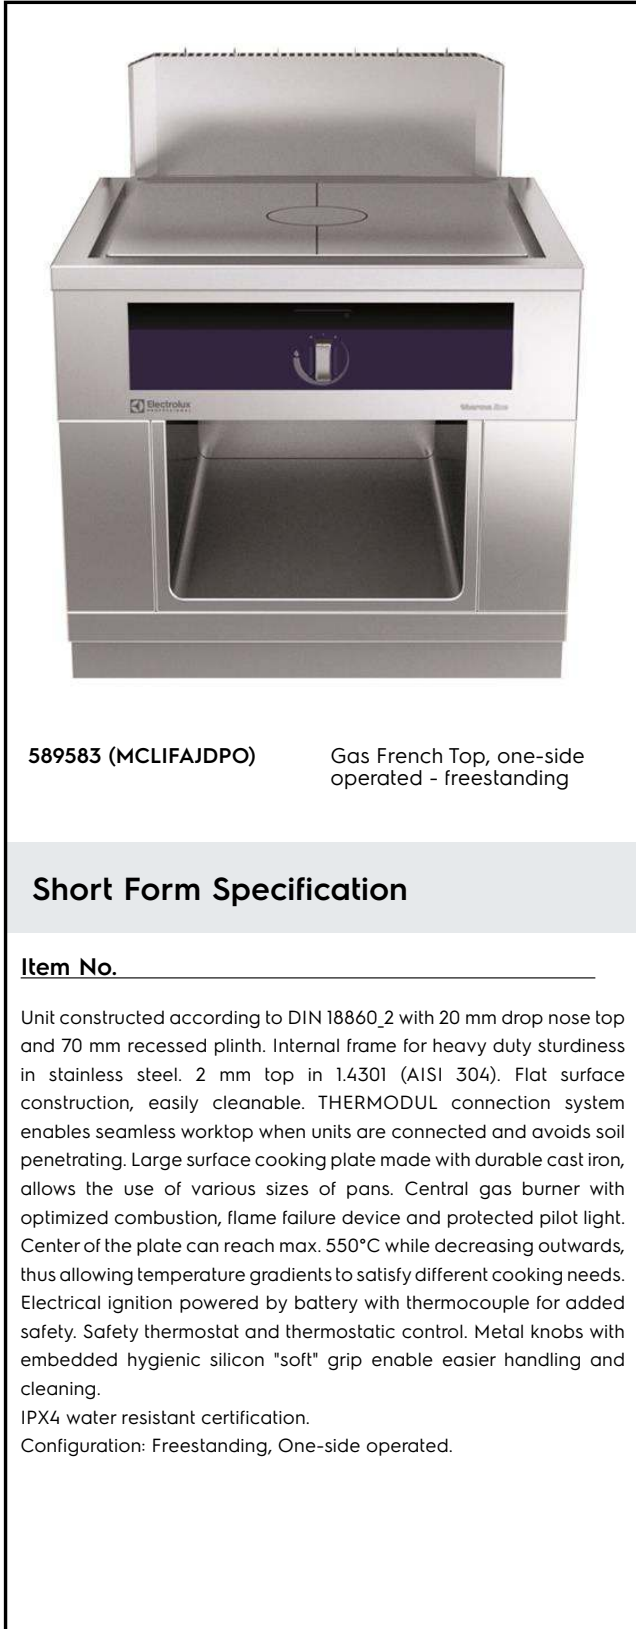 Electrolux
PROFESSIONAL
589583 (MCLIFAJDPO)
Gas French Top, one-side
operated - freestanding
Short Form Specification
Item No.
Unit constructed according to DIN 18860_2 with 20 mm drop nose top
and 70 mm recessed plinth. Internal frame for heavy duty sturdiness
in stainless steel. 2 mm top in 1.4301 (AISI 304). Flat surface
construction, easily cleanable. THERMODUL connection system
enables seamless worktop when units are connected and avoids soil
penetrating. Large surface cooking plate made with durable cast iron,
allows the use of various sizes of pans. Central gas burner with
optimized combustion, flame failure device and protected pilot light.
Center of the plate can reach max. 550°C while decreasing outwards,
thus allowing temperature gradients to satisfy different cooking needs.
Electrical ignition powered by battery with thermocouple for added
safety. Safety thermostat and thermostatic control. Metal knobs with
embedded hygienic silicon "soft" grip enable easier handling and
cleaning.
IPX4 water resistant certification.
Configuration: Freestanding, One-side operated.